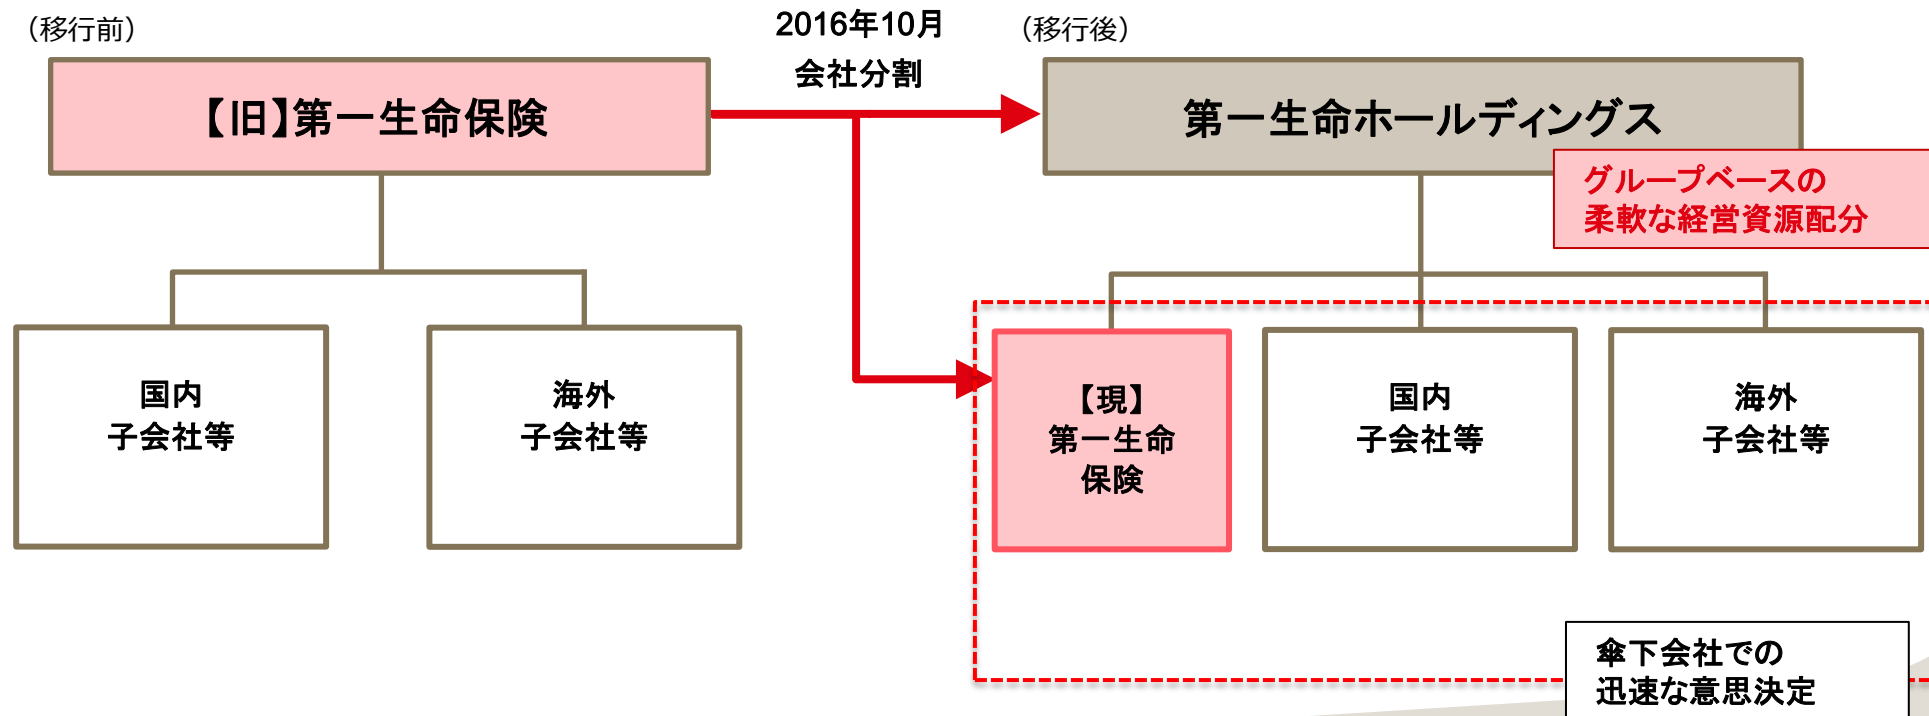 （移行前）
2016年10月
会社分割
（移行後）
【旧】第一生命保険
第一生命ホールディングス
グループベースの
柔軟な経営資源配分
国内
子会社等
海外
子会社等
【現】
第一生命
保険
国内
子会社等
海外
子会社等
傘下会社での
迅速な意思決定